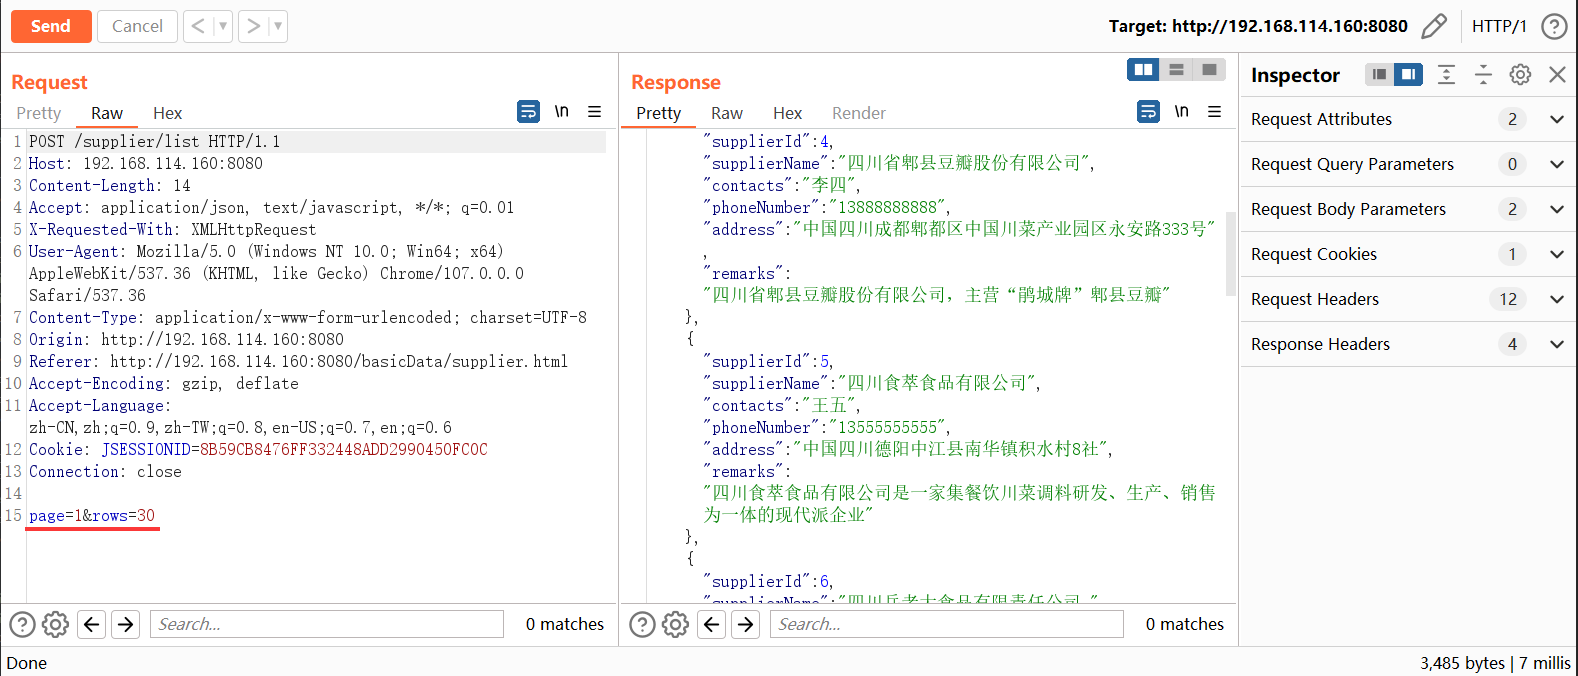 Send
Cancel
<
>
Target: http://192.168.114.160:8080
HTTP/1
?
Request
Pretty
Raw
Hex
\n
1 POST /supplier/list HTTP/1.1
2 Host: 192.168.114.160:8080
3 Content-Length: 14
4 Accept: application/json, text/javascript, */*; q=0.01
5 X-Requested-With: XMLHttpRequest
6 User-Agent: Mozilla/5.0 (Windows NT 10.0; Win64; x64)
AppleWebKit/537.36 (KHTML, like Gecko) Chrome/107.0.0.0
Safari/537.36
7 Content-Type: application/x-www-form-urlencoded; charset=UTF-8
8 Origin: http://192.168.114.160:8080
9 Referer: http://192.168.114.160:8080/basicData/supplier.html
10 Accept-Encoding: gzip, deflate
11 Accept-Language:
zh-CN,zh;q=0.9,zh-TW;q=0.8,en-US;q=0.7,en;q=0.6
12 Cookie: JSESSIONID=8B59CB8476FF332448ADD2990450FC0C
13 Connection: close
14
15 page=1&rows=30
?
Search...
0 matches
Response
Pretty
Raw
Hex
Render
\n
"supplierId":4,
"supplierName":"四川省郫县豆瓣股份有限公司",
"contacts":"李四",
"phoneNumber":"13888888888",
"address":"中国四川成都郫都区中国川菜产业园区永安路333号"
,
"remarks":
"四川省郫县豆瓣股份有限公司，主营“鹃城牌”郫县豆瓣"
},
{
"supplierId":5,
"supplierName":"四川食萃食品有限公司",
"contacts":"王五",
"phoneNumber":"13555555555",
"address":"中国四川德阳中江县南华镇积水村8社",
"remarks":
"四川食萃食品有限公司是一家集餐饮川菜调料研发、生产、销售
为一体的现代派企业"
},
{
"supplierId":6,
?
Search...
0 matches
Inspector
Request Attributes 2
Request Query Parameters 0
Request Body Parameters 2
Request Cookies 1
Request Headers 12
Response Headers 4
Done
3,485 bytes | 7 millis